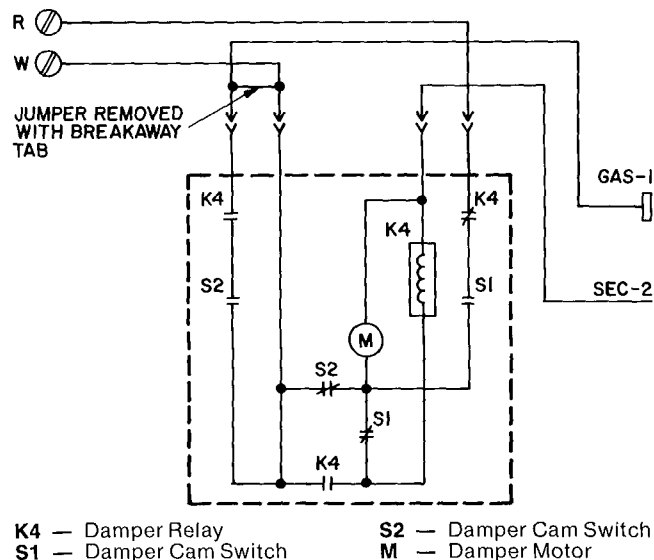 R
W
JUMPER REMOVED
WITH BREAKAWAY
TAB
GAS-1
K4
K4
K4
S2
S1
SEC-2
M
S2
S1
K4
K4 — Damper Relay
S2 — Damper Cam Switch
S1 — Damper Cam Switch
M — Damper Motor